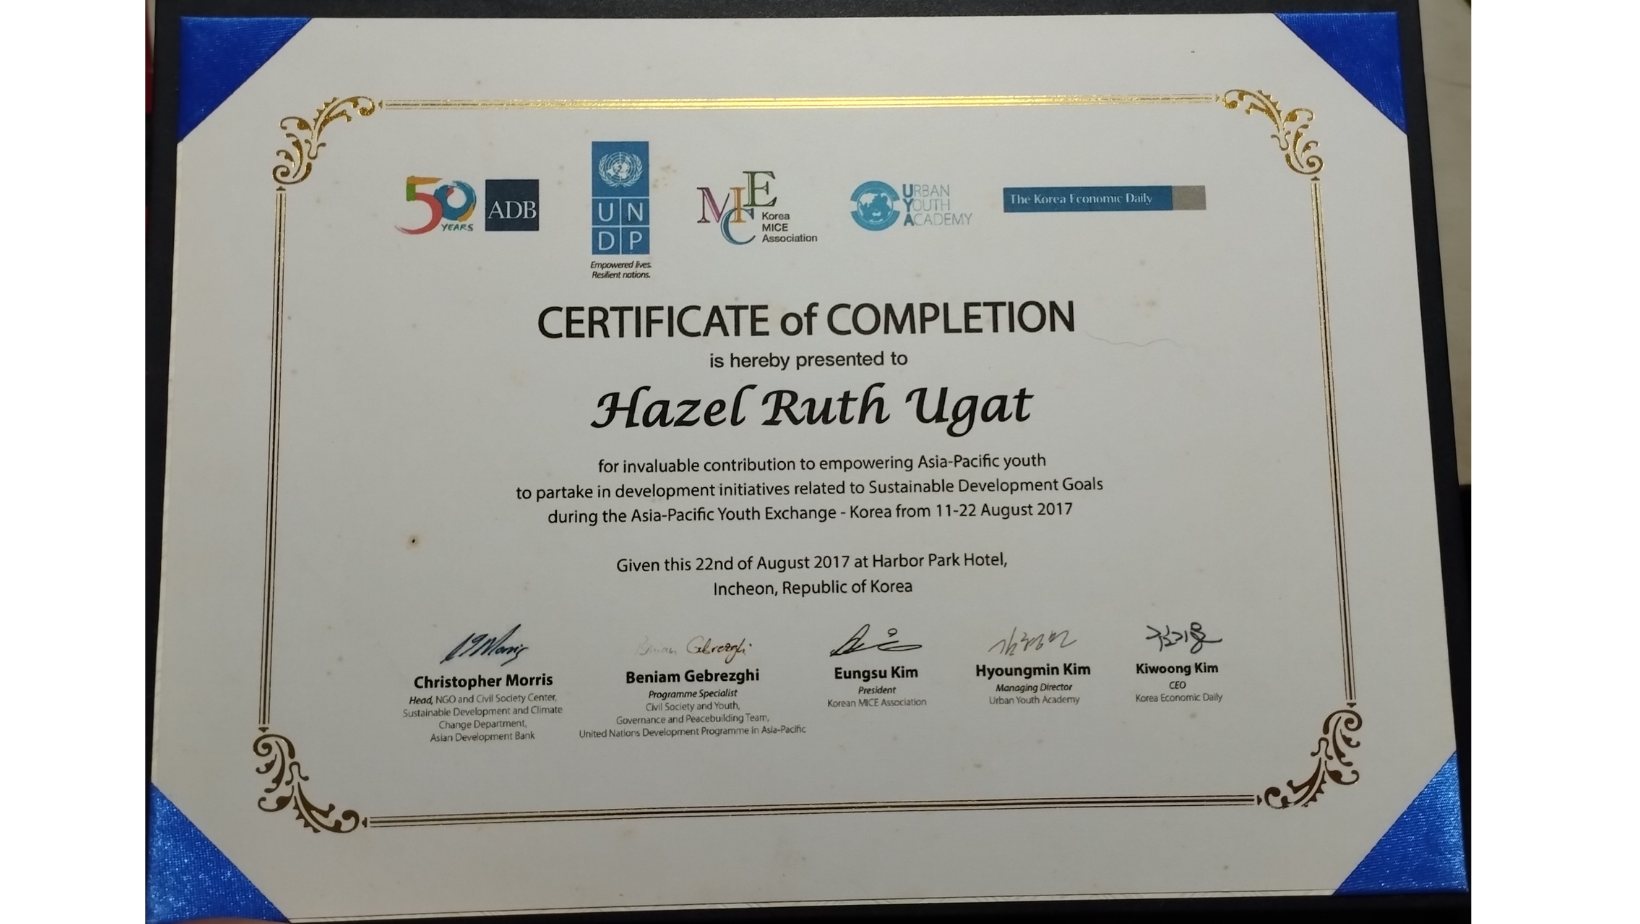 50 YEARS
ADB
UN
DP
Empowered lives.
Resilient nations.
MICE
Korea
MICE
Association
URBAN
YOUTH
ACADEMY
The Korea Economic Daily
CERTIFICATE of COMPLETION
is hereby presented to
Hazel Ruth Ugat
for invaluable contribution to empowering Asia-Pacific youth
to partake in development initiatives related to Sustainable Development Goals
during the Asia-Pacific Youth Exchange - Korea from 11-22 August 2017
Given this 22nd of August 2017 at Harbor Park Hotel,
Incheon, Republic of Korea
Beniam Gebrezghi
Christopher Morris
Head, NGO and Civil Society Center,
Sustainable Development and Climate
Change Department,
Asian Development Bank
Beniam Gebrezghi
Programme Specialist
Civil Society and Youth,
Governance and Peacebuilding Team,
United Nations Development Programme in Asia-Pacific
Eungsu Kim
President
Korean MICE Association
Hyoungmin Kim
Managing Director
Urban Youth Academy
Kiwoong Kim
CEO
Korea Economic Daily